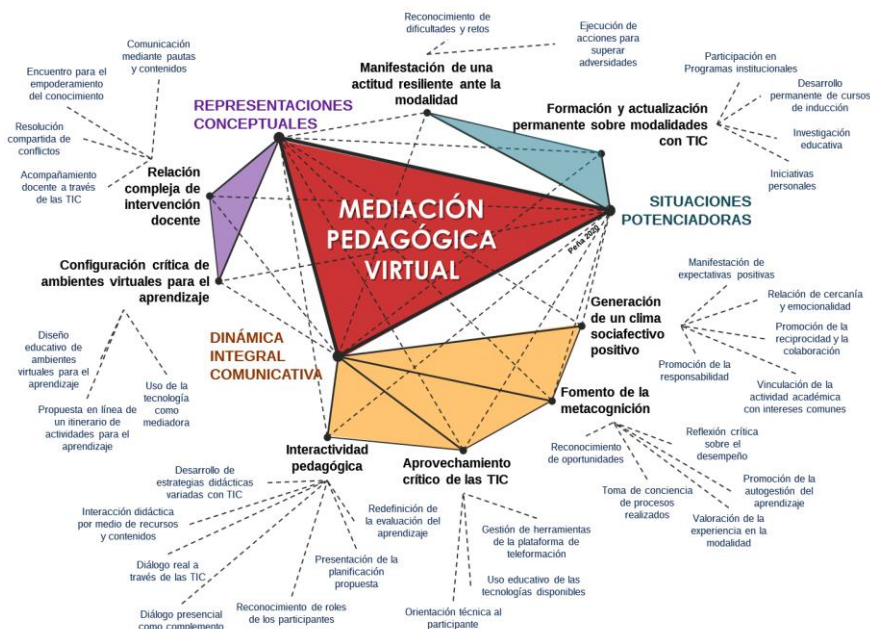 Reconocimiento de
dificultades y retos
Ejecución de
acciones para
superar
adversidades
Manifestación de una
actitud resiliente ante la
modalidad
Comunicación
mediante pautas
y contenidos
Encuentro para el
empoderamiento
del conocimiento
Resolución
compartida de
conflictos
Acompañamiento
docente a través
de las TIC
Relación
compleja de
intervención
docente
REPRESENTACIONES
CONCEPTUALES
Participación en
Programas institucionales
Desarrollo
permanente de cursos
de inducción
Investigación
educativa
Iniciativas
personales
Formación y actualización
permanente sobre modalidades
con TIC
SITUACIONES
POTENCIADORAS
MEDIACIÓN
PEDAGÓGICA
VIRTUAL
Peña 2020
Configuración crítica de
ambientes virtuales para el
aprendizaje
Diseño
educativo de
ambientes
virtuales para el
aprendizaje
Uso de la
tecnología
como
mediadora
Propuesta en línea de
un itinerario de
actividades para el
aprendizaje
DINÁMICA
INTEGRAL
COMUNICATIVA
Generación
de un clima
sociafectivo
positivo
Manifestación de
expectativas positivas
Relación de cercanía
y emocionalidad
Promoción de la
reciprocidad y la
colaboración
Promoción de la
responsabilidad
Vinculación de la
actividad académica
con intereses comunes
Fomento de la
metacognición
Reconocimiento
de oportunidades
Reflexión crítica
sobre el
desempeño
Toma de conciencia
de procesos
realizados
Promoción de la
autogestión del
aprendizaje
Valoración de la
experiencia en la
modalidad
Interactividad
pedagógica
Desarrollo de
estrategias didácticas
variadas con TIC
Interacción didáctica
por medio de recursos
y contenidos
Diálogo real a
través de las TIC
Diálogo presencial
como complemento
Reconocimiento de roles
de los participantes
Presentación de la
planificación
propuesta
Redefinición de
la evaluación del
aprendizaje
Aprovechamiento
crítico de las TIC
Gestión de herramientas
de la plataforma de
teleformación
Uso educativo de las
tecnologías disponibles
Orientación técnica al
participante